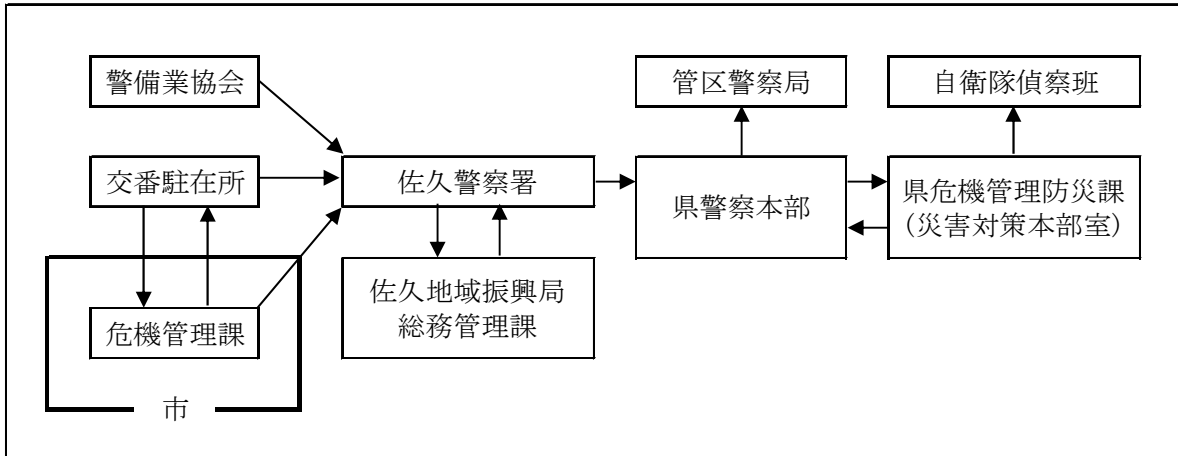 警備業協会
管区警察局
自衛隊偵察班
交番駐在所
佐久警察署
県警察本部
県危機管理防災課
(災害対策本部室)
佐久地域振興局
総務管理課
危機管理課
市